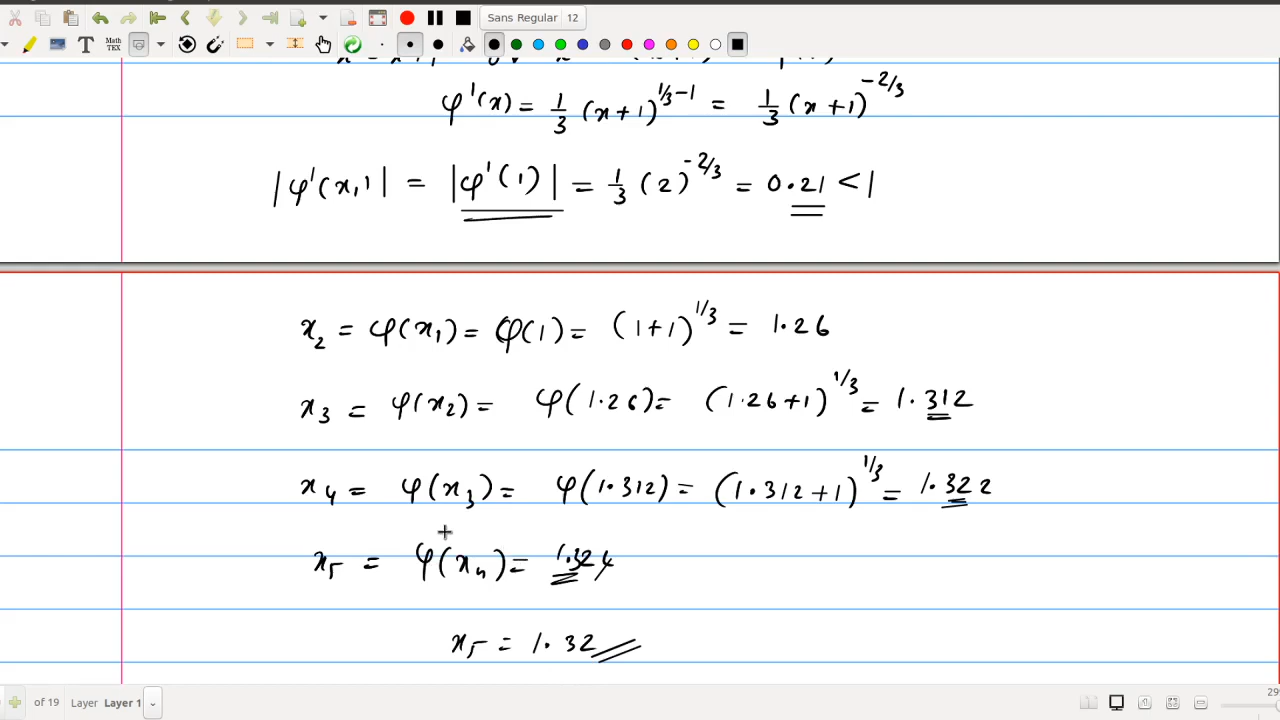 Sans Regular 12
Math TEX
φ'(x) = 1/3 (x+1)^(1/3-1) = 1/3 (x+1)^(-2/3)
|φ'(x,1| = |φ'(1)| = 1/3 (2)^(-2/3) = 0.21 < 1
x₂ = φ(x₁) = φ(1) = (1+1)^(1/3) = 1.26
x₃ = φ(x₂) = φ(1.26) = (1.26+1)^(1/3) = 1.312
x₄ = φ(x₃) = φ(1.312) = (1.312+1)^(1/3) = 1.322
x₅ = φ(x₄) = 1.324
x₅ = 1.32
of 19 Layer Layer 1